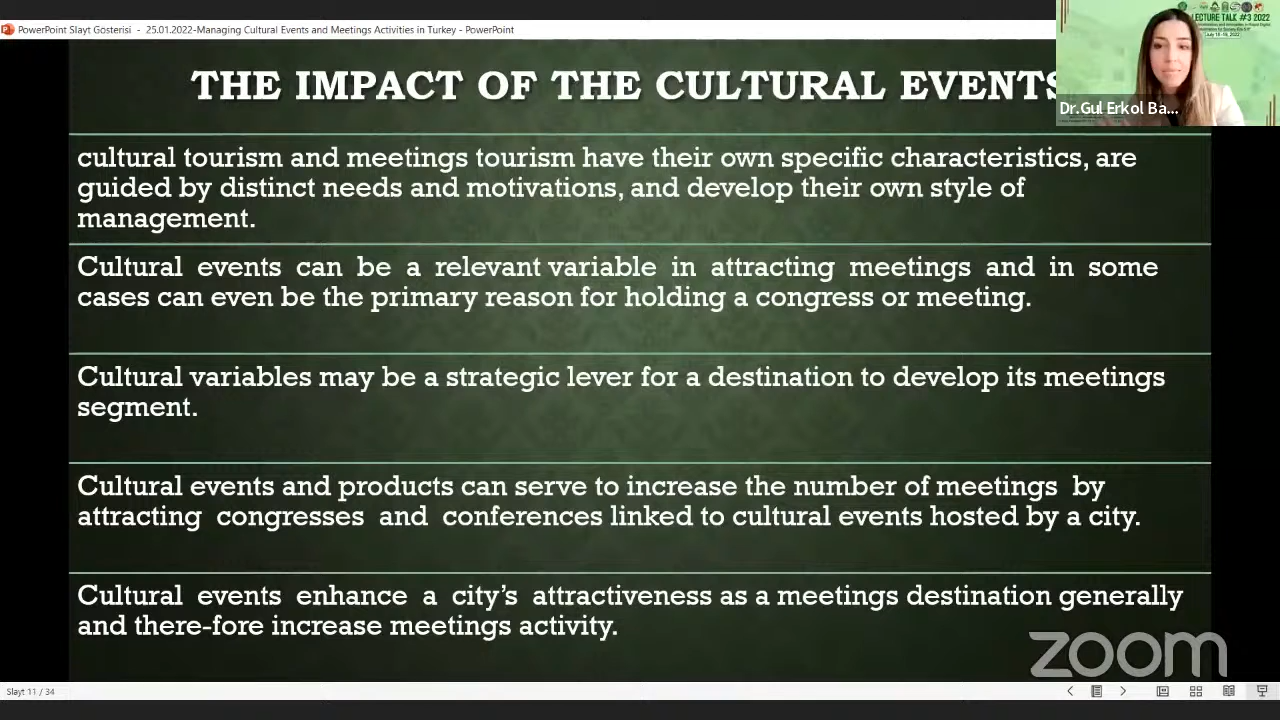 PowerPoint Slayt Gösterisi - 25.01.2022-Managing Cultural Events and Meetings Activities in Turkey - PowerPoint
LECTURE TALK #3 2022
July 18-19, 2022
Dr.Gul Erkol Ba...
THE IMPACT OF THE CULTURAL EVENTS
cultural tourism and meetings tourism have their own specific characteristics, are
guided by distinct needs and motivations, and develop their own style of
management.
Cultural events can be a relevant variable in attracting meetings and in some
cases can even be the primary reason for holding a congress or meeting.
Cultural variables may be a strategic lever for a destination to develop its meetings
segment.
Cultural events and products can serve to increase the number of meetings by
attracting congresses and conferences linked to cultural events hosted by a city.
Cultural events enhance a city's attractiveness as a meetings destination generally
and there-fore increase meetings activity.
zoom
Slayt 11 / 34